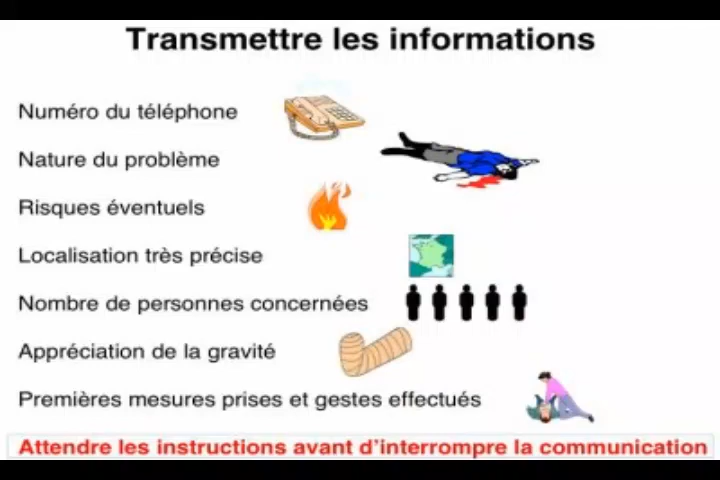 Transmettre les informations
Numéro du téléphone
Nature du problème
Risques éventuels
Localisation très précise
Nombre de personnes concernées
Appréciation de la gravité
Premières mesures prises et gestes effectués
Attendre les instructions avant d'interrompre la communication